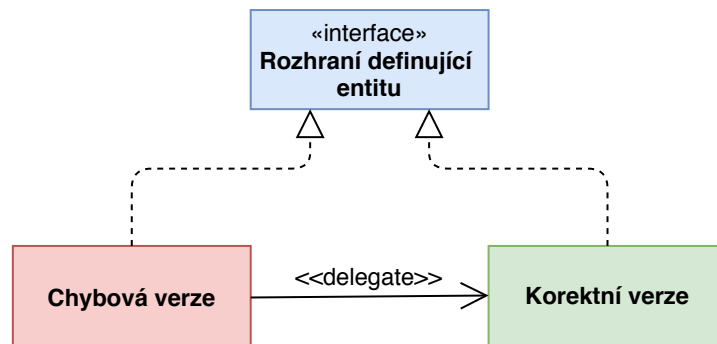 «interface»
Rozhraní definující
entitu
<<delegate>>
Chybová verze
Korektní verze